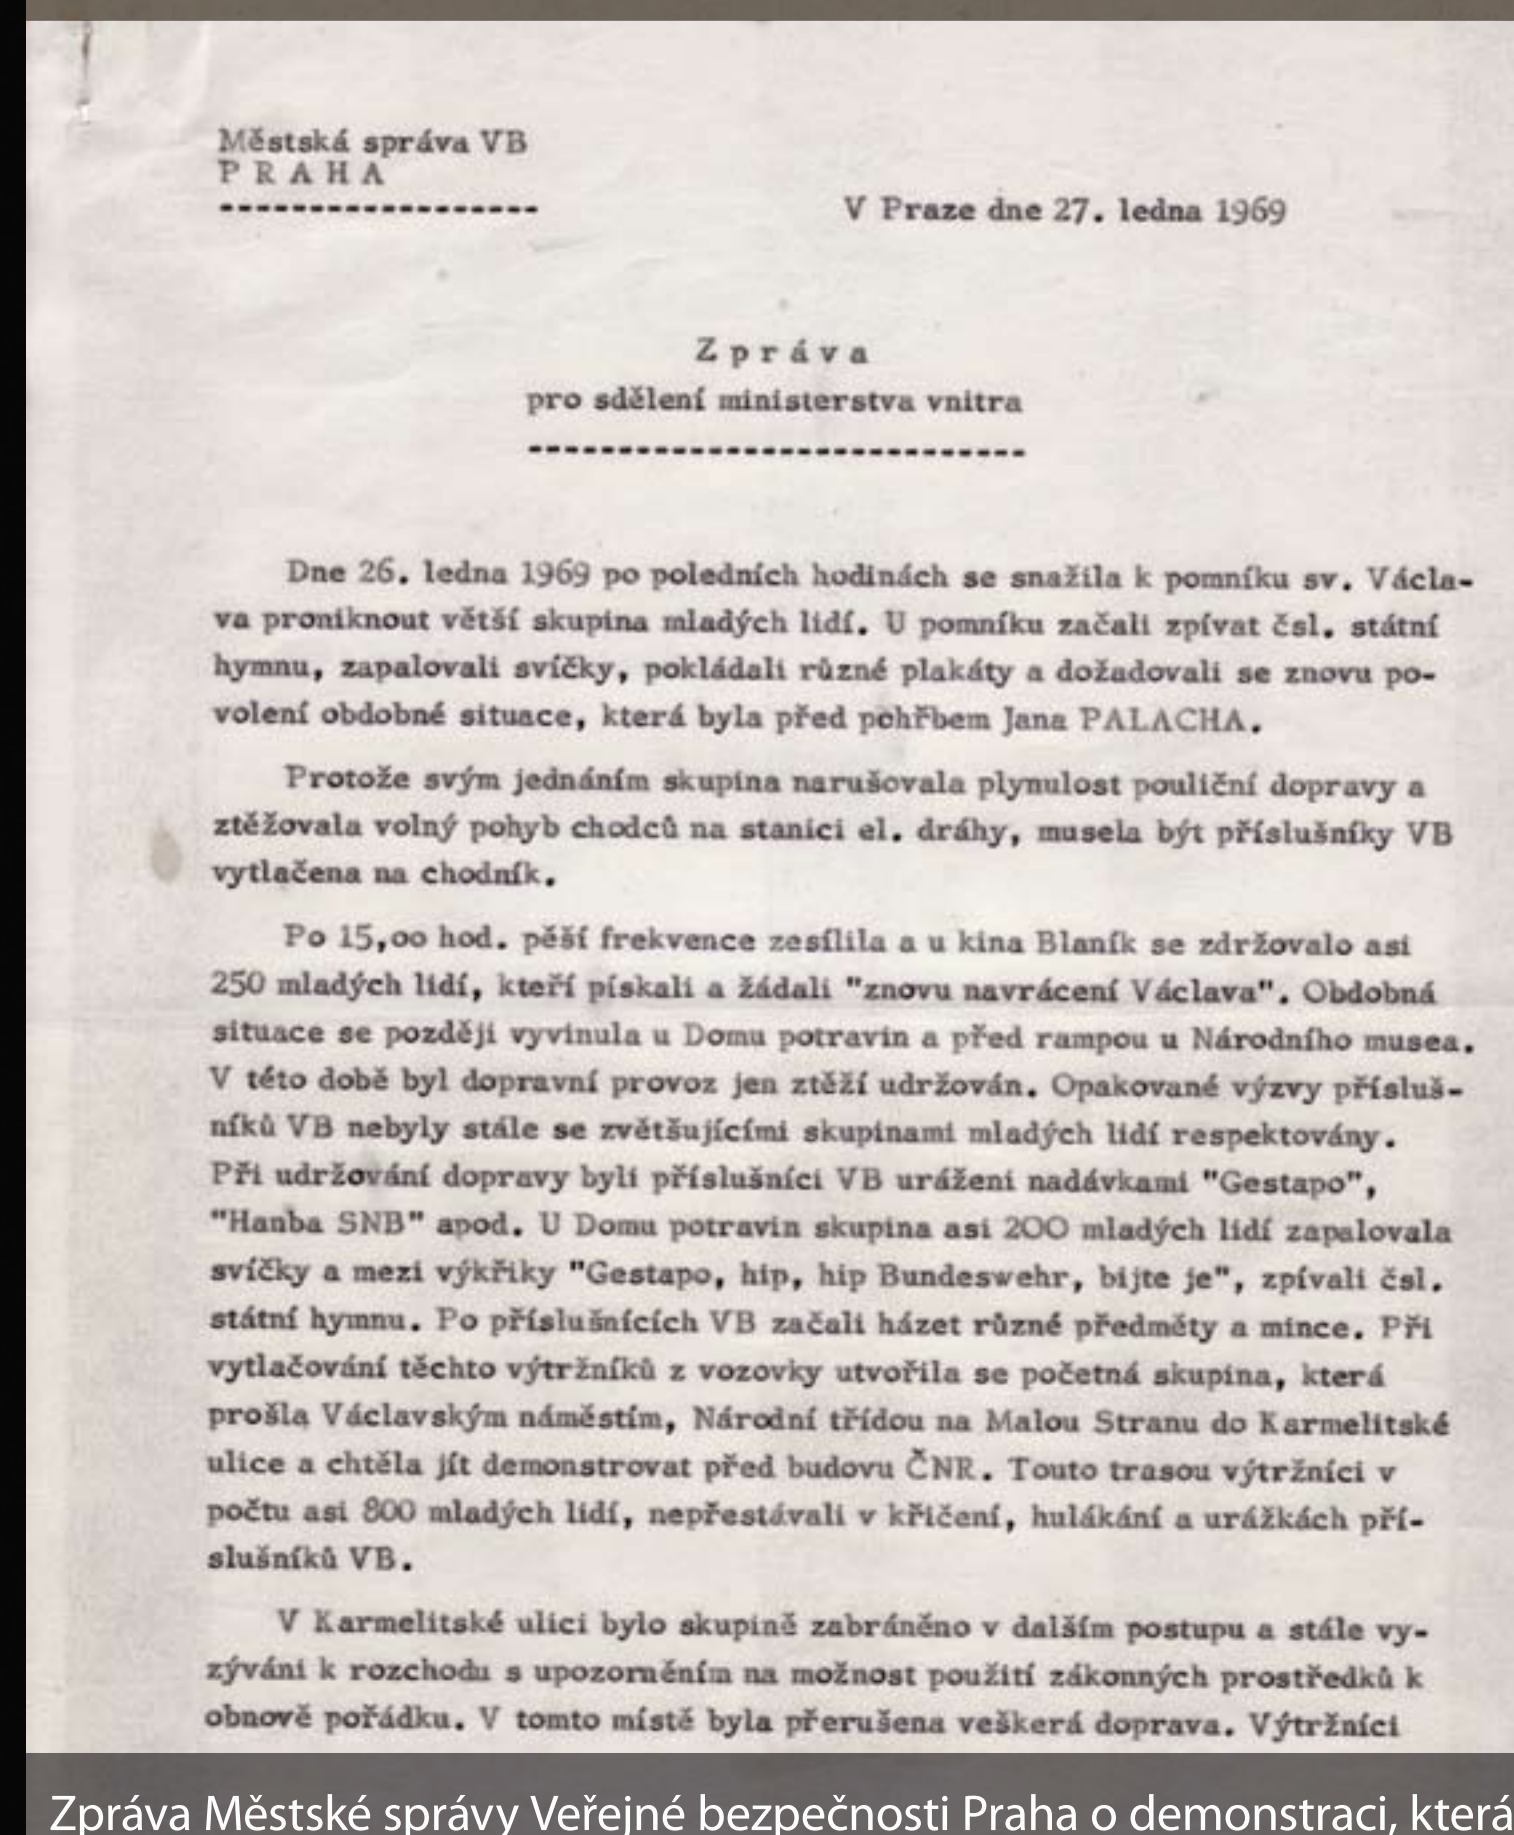 Městská správa VB
P R A H A
------------------
V Praze dne 27. ledna 1969
Z p r á v a
pro sdělení ministerstva vnitra
----------------------------
Dne 26. ledna 1969 po poledních hodinách se snažila k pomníku sv. Václa-
va proniknout větší skupina mladých lidí. U pomníku začali zpívat čsl. státní
hymnu, zapalovali svíčky, pokládali různé plakáty a dožadovali se znovu po-
volení obdobné situace, která byla před pohřbem Jana PALACHA.
Protože svým jednáním skupina narušovala plynulost pouliční dopravy a
ztěžovala volný pohyb chodců na stanici el. dráhy, musela být příslušníky VB
vytlačena na chodník.
Po 15,oo hod. pěší frekvence zesílila a u kina Blaník se zdržovalo asi
250 mladých lidí, kteří pískali a žádali "znovu navrácení Václava". Obdobná
situace se později vyvinula u Domu potravin a před rampou u Národního musea.
V této době byl dopravní provoz jen ztěží udržován. Opakované výzvy přísluš-
níků VB nebyly stále se zvětšujícími skupinami mladých lidí respektovány.
Při udržování dopravy byli příslušníci VB uráženi nadávkami "Gestapo",
"Hanba SNB" apod. U Domu potravin skupina asi 200 mladých lidí zapalovala
svíčky a mezi výkřiky "Gestapo, hip, hip Bundeswehr, bijte je", zpívali čsl.
státní hymnu. Po příslušnících VB začali házet různé předměty a mince. Při
vytlačování těchto výtržníků z vozovky utvořila se početná skupina, která
prošla Václavským náměstím, Národní třídou na Malou Stranu do Karmelitské
ulice a chtěla jít demonstrovat před budovu ČNR. Touto trasou výtržníci v
počtu asi 800 mladých lidí, nepřestávali v křičení, hulákání a urážkách pří-
slušníků VB.
V Karmelitské ulici bylo skupině zabráněno v dalším postupu a stále vy-
zýváni k rozchodu s upozorněním na možnost použití zákonných prostředků k
obnově pořádku. V tomto místě byla přerušena veškerá doprava. Výtržníci
Zpráva Městské správy Veřejné bezpečnosti Praha o demonstraci, která